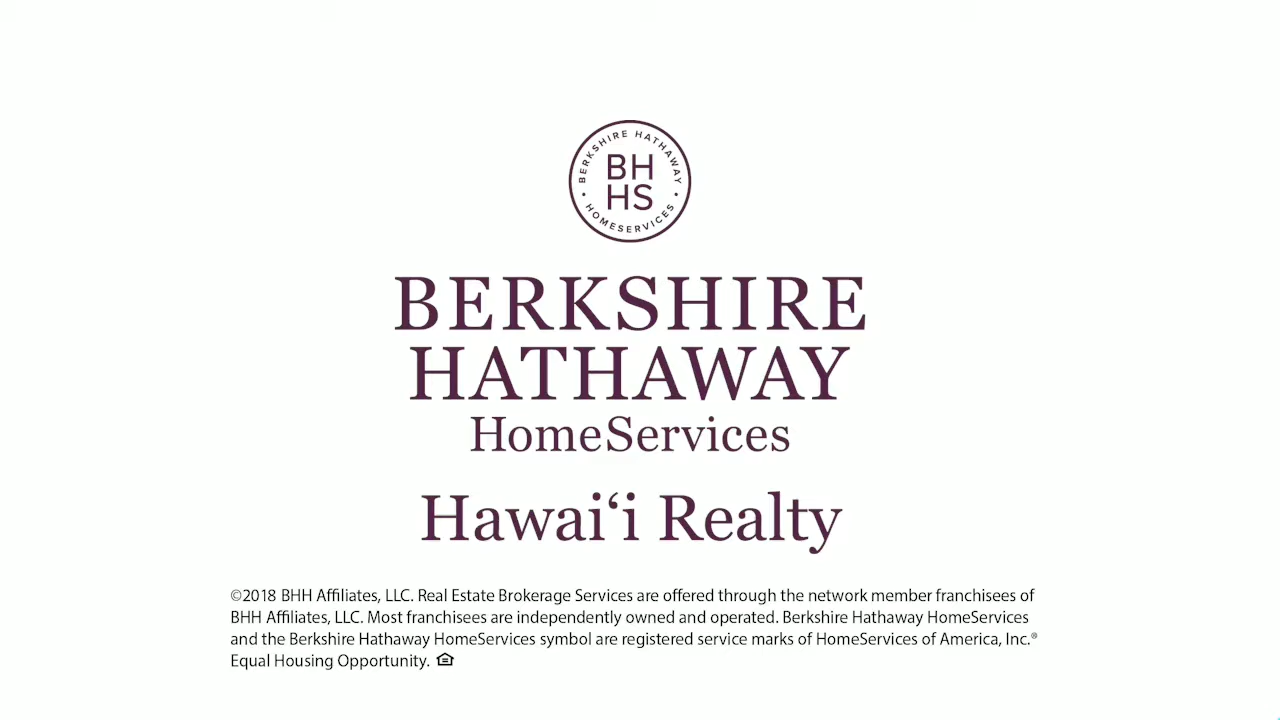 BERKSHIRE HATHAWAY
BH
HS
• HOMESERVICES •
BERKSHIRE
HATHAWAY
HomeServices
Hawai‘i Realty
©2018 BHH Affiliates, LLC. Real Estate Brokerage Services are offered through the network member franchisees of
BHH Affiliates, LLC. Most franchisees are independently owned and operated. Berkshire Hathaway HomeServices
and the Berkshire Hathaway HomeServices symbol are registered service marks of HomeServices of America, Inc.®
Equal Housing Opportunity.